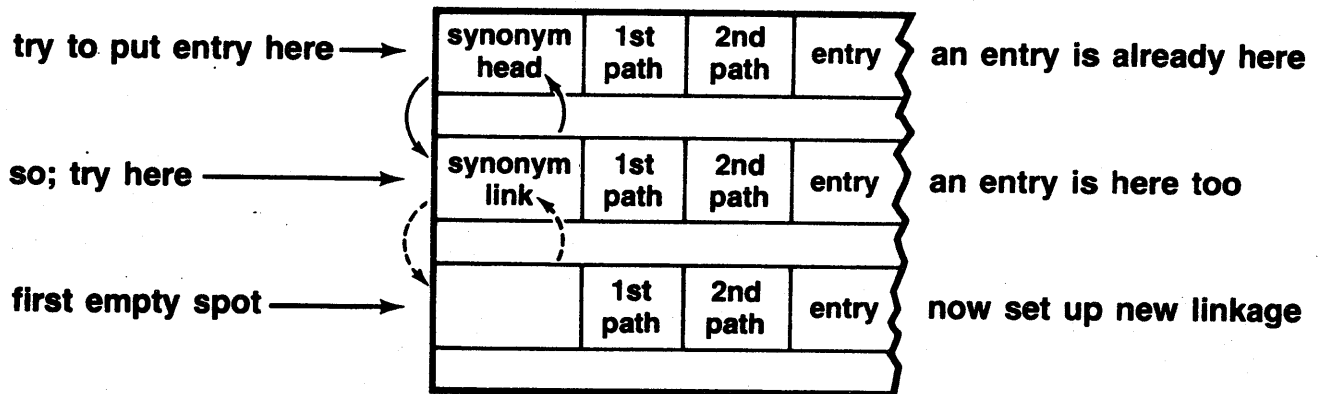 try to put entry here
synonym head
1st path
2nd path
entry
an entry is already here
so; try here
synonym link
1st path
2nd path
entry
an entry is here too
first empty spot
1st path
2nd path
entry
now set up new linkage